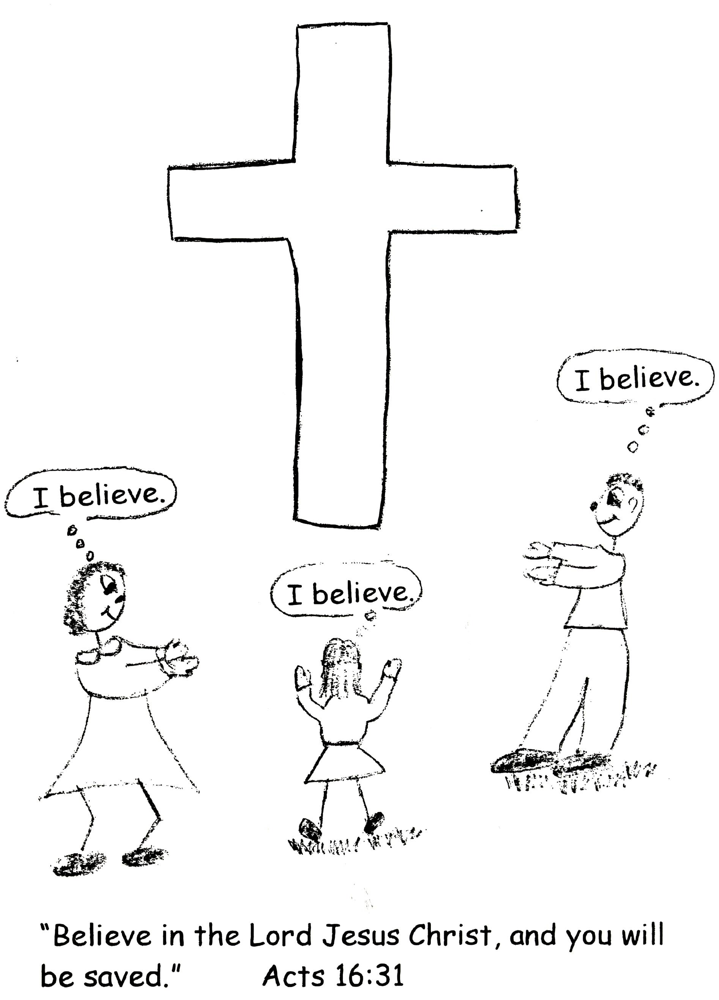 I believe.
I believe.
I believe.
“Believe in the Lord Jesus Christ, and you will
be saved.” Acts 16:31